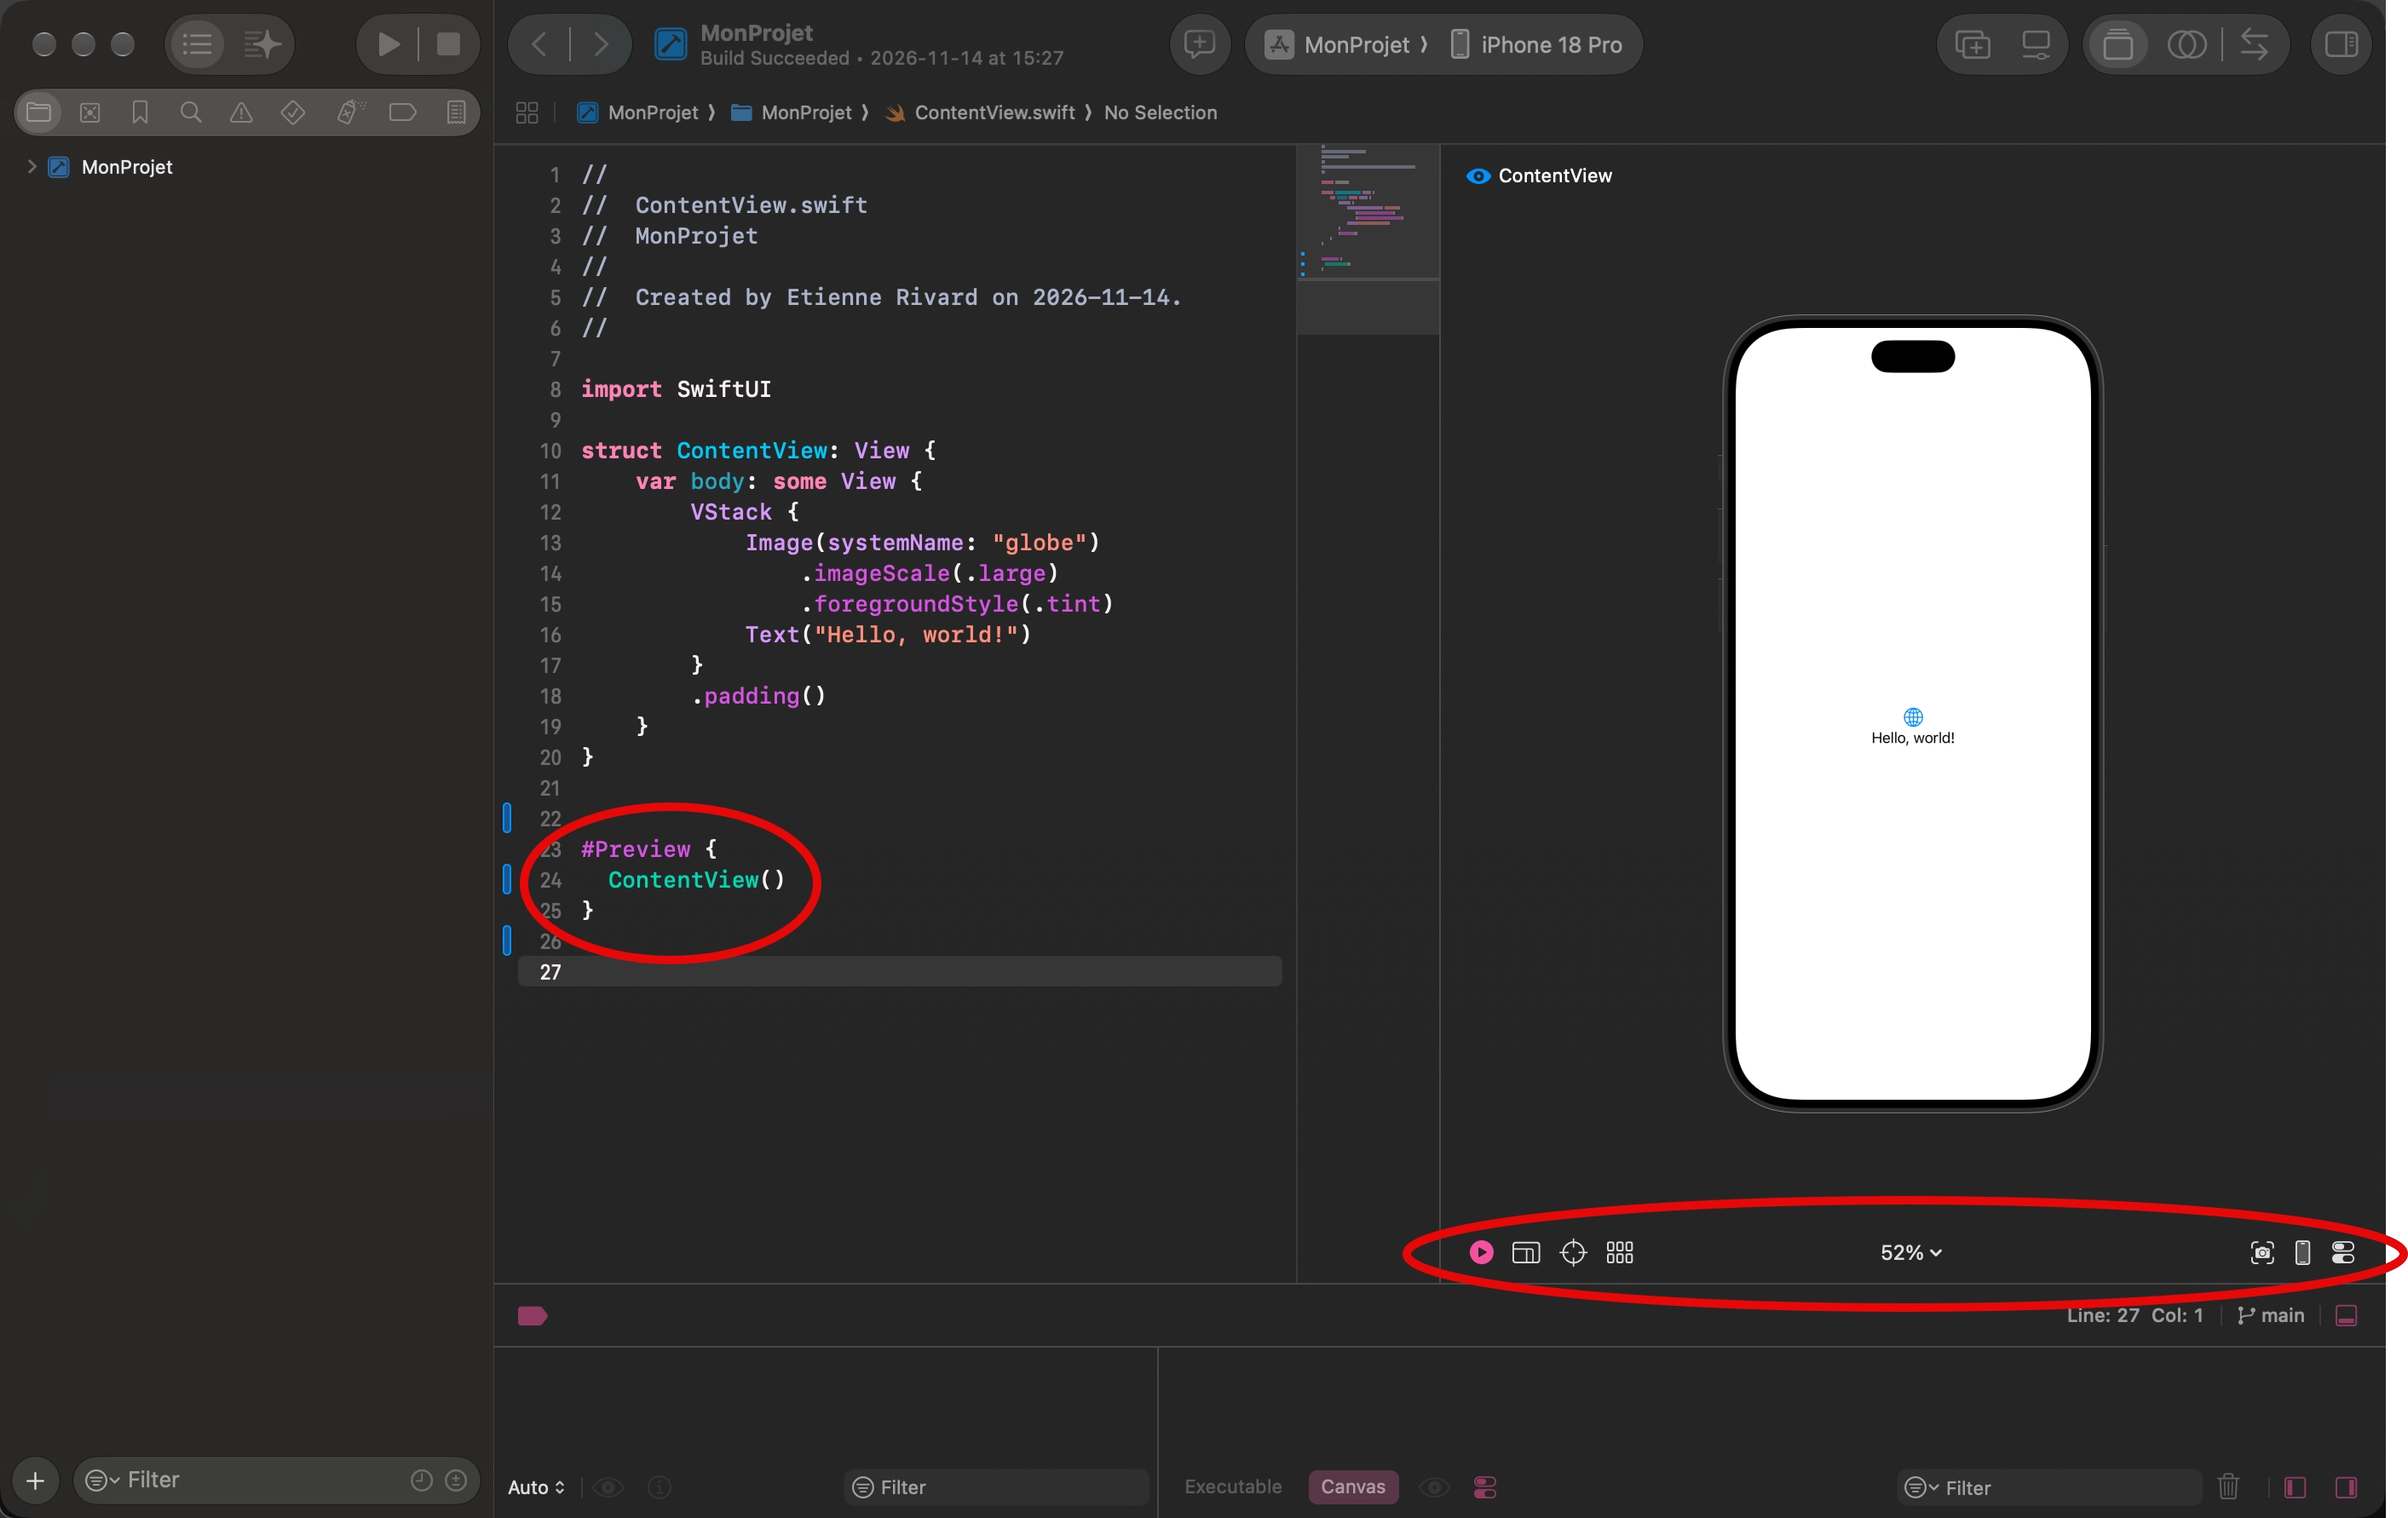 MonProjet
Build Succeeded • 2026-11-14 at 15:27
MonProjet ⟩ iPhone 18 Pro
MonProjet ⟩ MonProjet ⟩ ContentView.swift ⟩ No Selection
MonProjet
1 //
2 //  ContentView.swift
3 //  MonProjet
4 //
5 //  Created by Etienne Rivard on 2026-11-14.
6 //
7
8 import SwiftUI
9
10 struct ContentView: View {
11     var body: some View {
12         VStack {
13             Image(systemName: "globe")
14                 .imageScale(.large)
15                 .foregroundStyle(.tint)
16             Text("Hello, world!")
17         }
18         .padding()
19     }
20 }
21
22
23 #Preview {
24   ContentView()
25 }
26
27
ContentView
Hello, world!
52%
Line: 27 Col: 1
main
Auto
Filter
Executable
Canvas
Filter
Filter